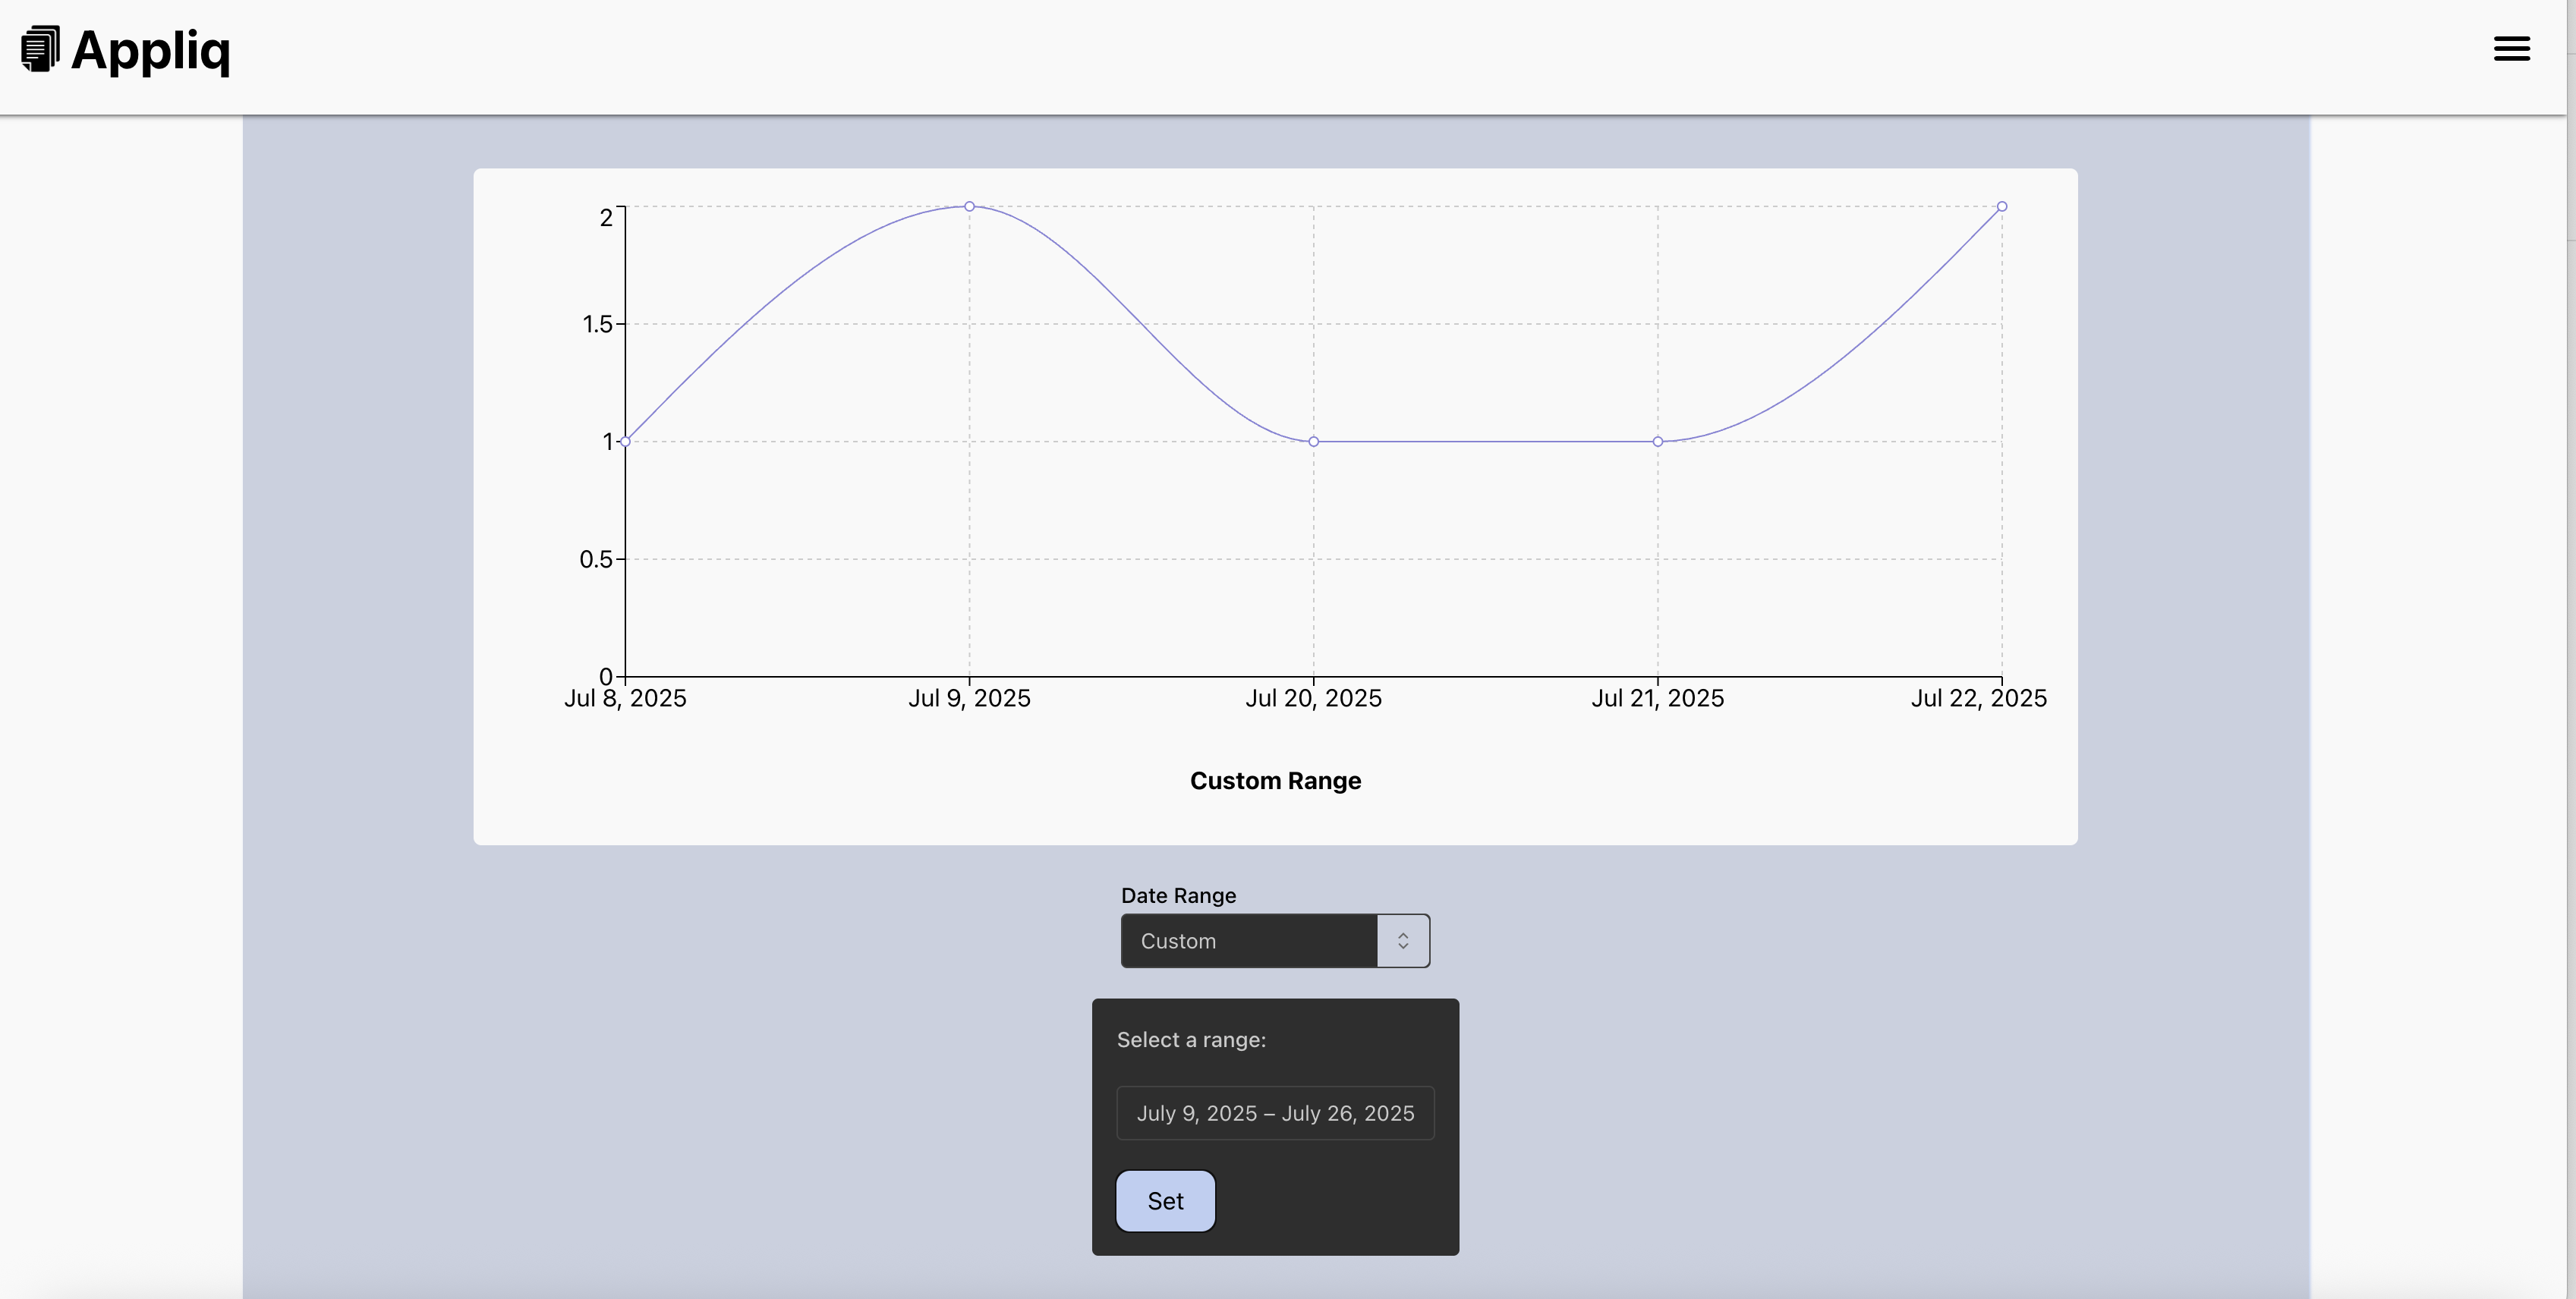 Appliq
2
1.5
1
0.5
0
Jul 8, 2025 Jul 9, 2025 Jul 20, 2025 Jul 21, 2025 Jul 22, 2025
Custom Range
Date Range
Custom
Select a range:
July 9, 2025 – July 26, 2025
Set